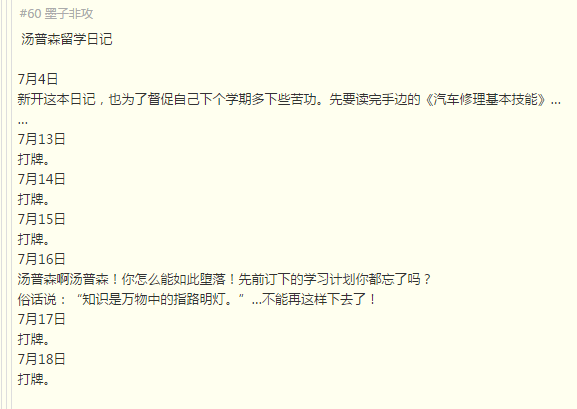 #60 墨子非攻
汤普森留学日记
7月4日
新开这本日记，也为了督促自己下个学期多下些苦功。先要读完手边的《汽车修理基本技能》...
...
7月13日
打牌。
7月14日
打牌。
7月15日
打牌。
7月16日
汤普森啊汤普森！你怎么能如此堕落！先前订下的学习计划你都忘了吗？
俗话说：“知识是万物中的指路明灯。”...不能再这样下去了！
7月17日
打牌。
7月18日
打牌。